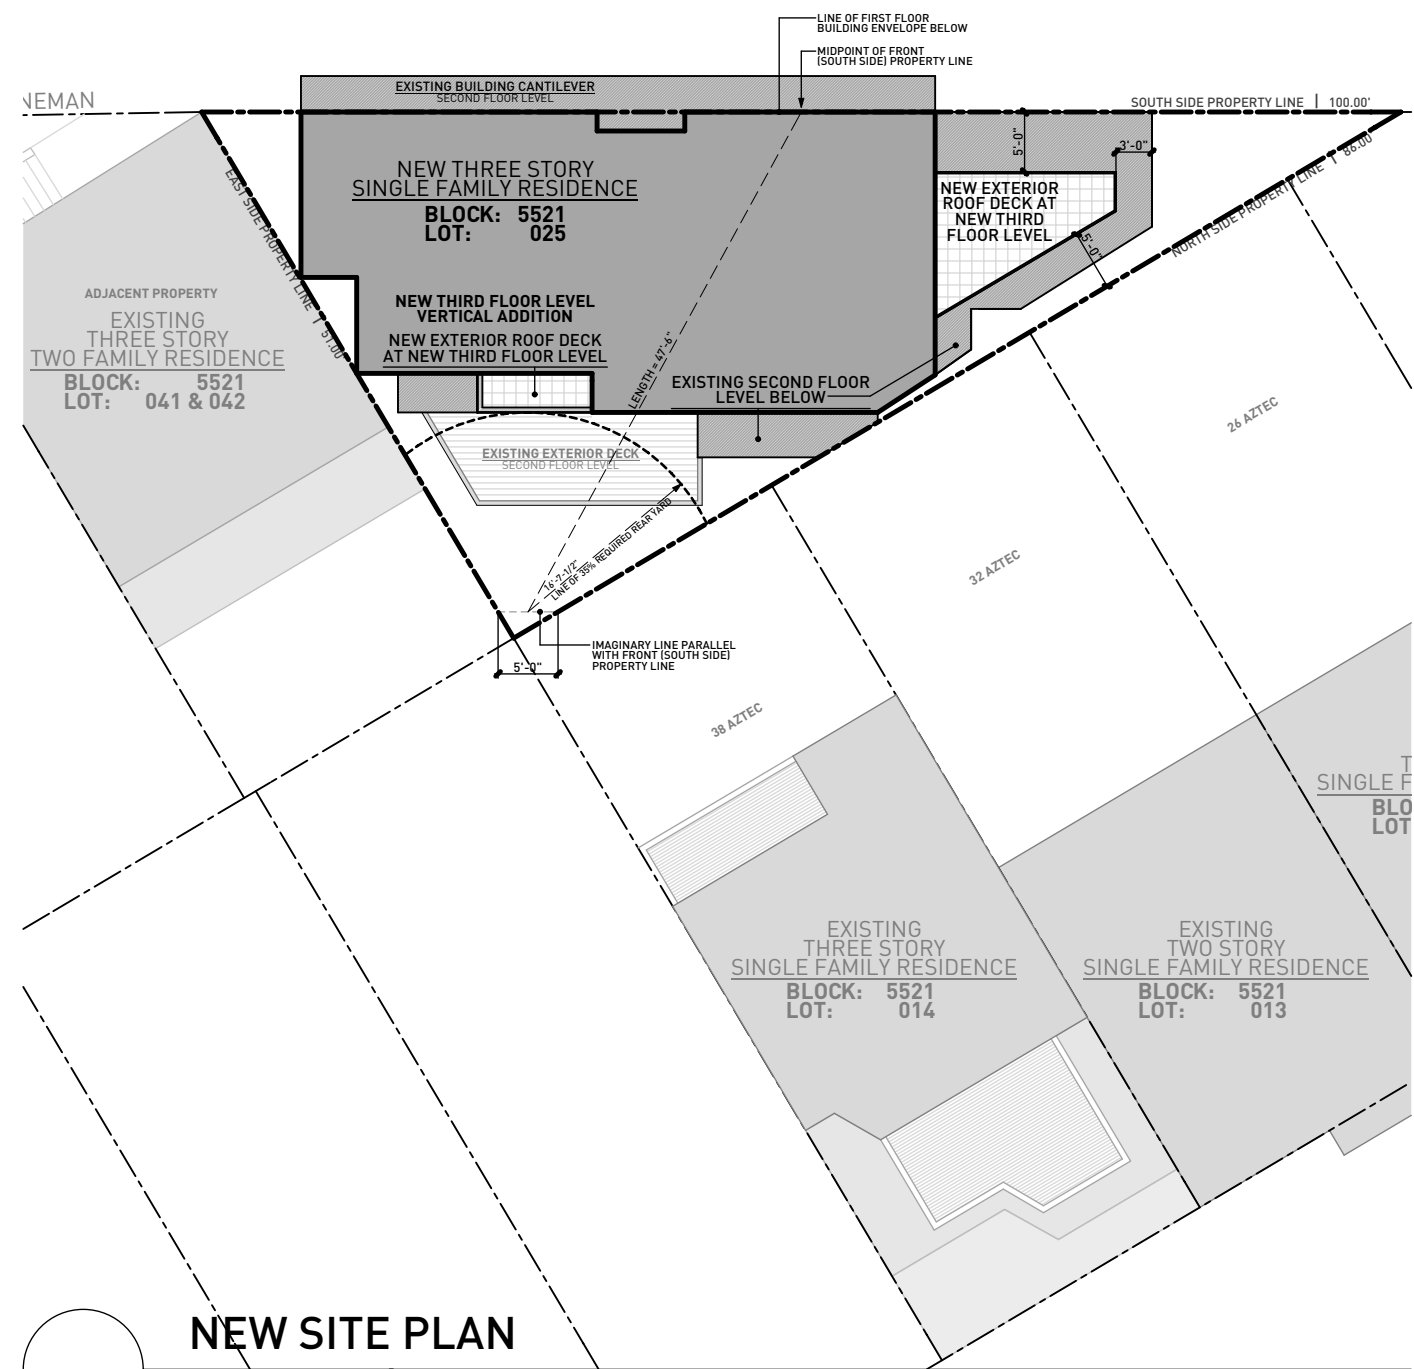 LINE OF FIRST FLOOR
BUILDING ENVELOPE BELOW
MIDPOINT OF FRONT
(SOUTH SIDE) PROPERTY LINE
EXISTING BUILDING CANTILEVER
SECOND FLOOR LEVEL
SOUTH SIDE PROPERTY LINE 100.00'
NEW THREE STORY
SINGLE FAMILY RESIDENCE
BLOCK: 5521
LOT: 025
5'-0"
3'-0"
NEW EXTERIOR
ROOF DECK AT
NEW THIRD
FLOOR LEVEL
5'-0"
NORTH SIDE PROPERTY LINE 86.00
EAST SIDE PROPERTY LINE 51.00
ADJACENT PROPERTY
EXISTING
THREE STORY
TWO FAMILY RESIDENCE
BLOCK: 5521
LOT: 041 & 042
NEW THIRD FLOOR LEVEL
VERTICAL ADDITION
NEW EXTERIOR ROOF DECK
AT NEW THIRD FLOOR LEVEL
LENGTH = 47'-6"
EXISTING SECOND FLOOR
LEVEL BELOW
EXISTING EXTERIOR DECK
SECOND FLOOR LEVEL
16'-7-1/2"
LINE OF 35% REQUIRED REAR YARD
26 AZTEC
32 AZTEC
38 AZTEC
IMAGINARY LINE PARALLEL
WITH FRONT (SOUTH SIDE)
PROPERTY LINE
5'-0"
SINGLE F
BLO
LOT
EXISTING
THREE STORY
SINGLE FAMILY RESIDENCE
BLOCK: 5521
LOT: 014
EXISTING
TWO STORY
SINGLE FAMILY RESIDENCE
BLOCK: 5521
LOT: 013
NEW SITE PLAN